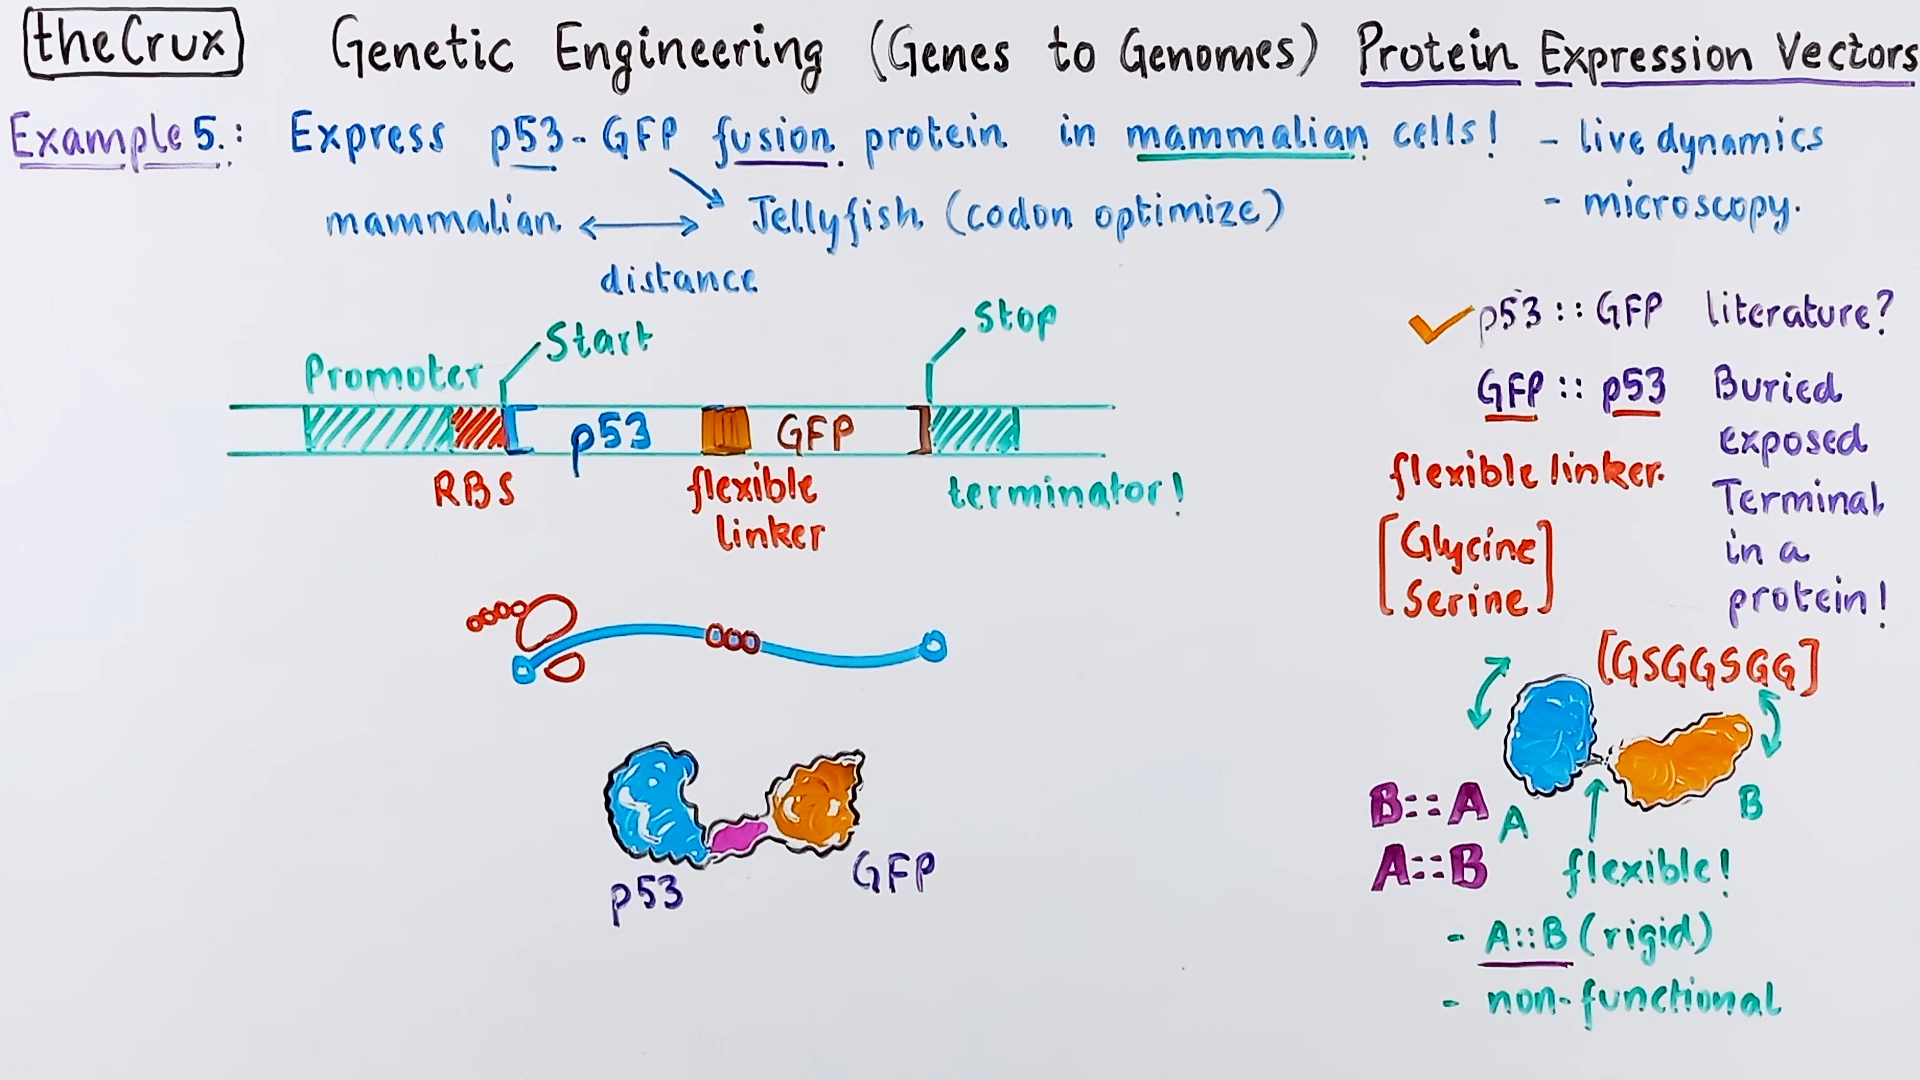 theCrux Genetic Engineering (Genes to Genomes) Protein Expression Vectors
Example 5.: Express p53-GFP fusion protein in mammalian cells! - live dynamics
- microscopy.
mammalian ⟷ Jellyfish (codon optimize)
distance
Promoter Start Stop
p53 GFP
RBS flexible linker terminator!
p53 GFP
✓ p53 :: GFP literature?
GFP :: p53 Buried
exposed
Terminal
in a
protein!
flexible linker.
[Glycine
Serine]
[GSGGSGG]
A B
B::A
A::B
flexible!
- A::B (rigid)
- non-functional